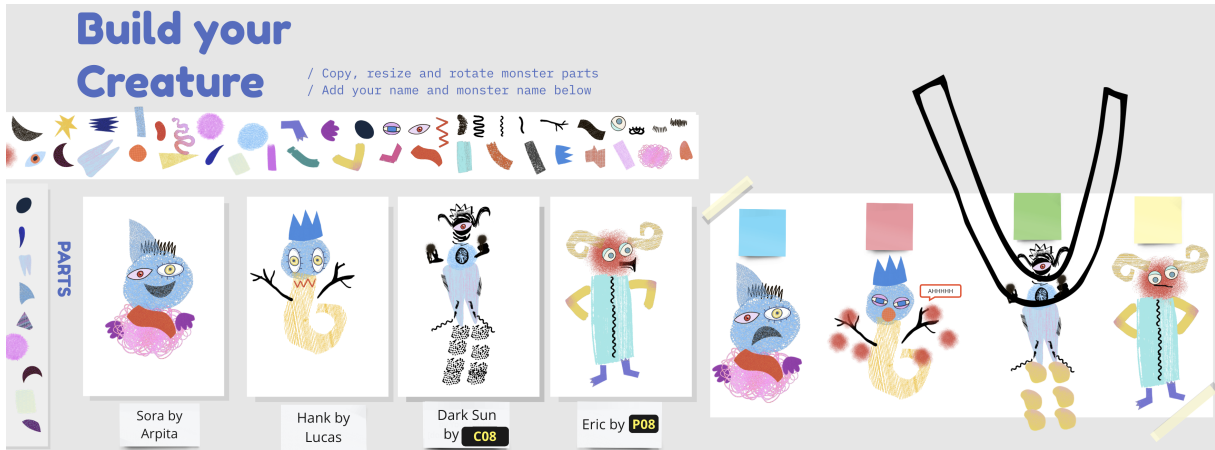 Build your
Creature
/ Copy, resize and rotate monster parts
/ Add your name and monster name below
PARTS
AHHHHH
Sora by
Arpita
Hank by
Lucas
Dark Sun
by C08
Eric by P08